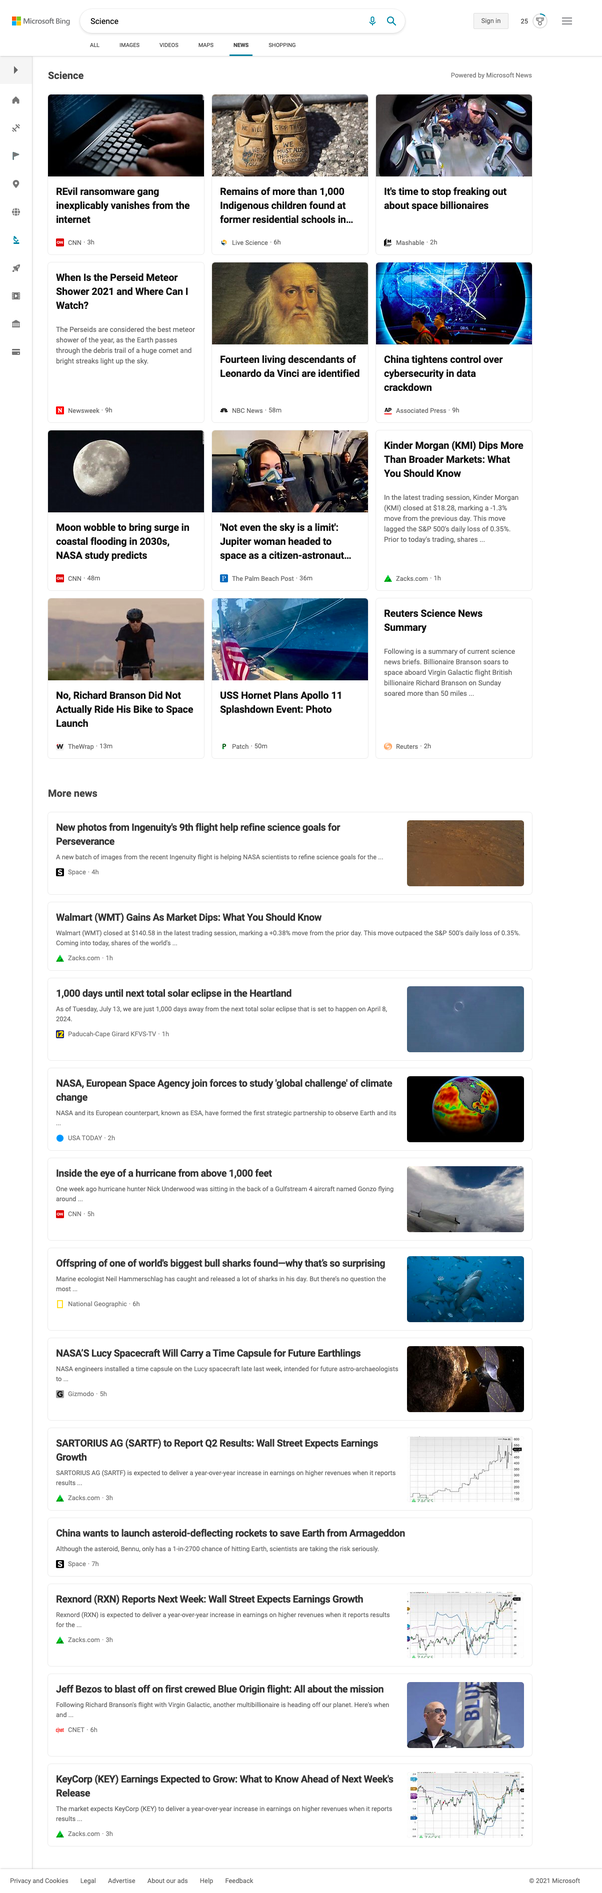 Microsoft Bing
Science
Sign in
25
ALL IMAGES VIDEOS MAPS NEWS SHOPPING
Science
Powered by Microsoft News
REvil ransomware gang
inexplicably vanishes from the
internet
CNN · 3h
Remains of more than 1,000
Indigenous children found at
former residential schools in...
Live Science · 6h
It's time to stop freaking out
about space billionaires
Mashable · 2h
When Is the Perseid Meteor
Shower 2021 and Where Can I
Watch?
The Perseids are considered the best meteor
shower of the year, as the Earth passes
through the debris trail of a huge comet and
bright streaks light up the sky.
Newsweek · 9h
Fourteen living descendants of
Leonardo da Vinci are identified
NBC News · 58m
China tightens control over
cybersecurity in data
crackdown
AP Associated Press · 9h
Moon wobble to bring surge in
coastal flooding in 2030s,
NASA study predicts
CNN · 48m
'Not even the sky is a limit':
Jupiter woman headed to
space as a citizen-astronaut...
The Palm Beach Post · 36m
Kinder Morgan (KMI) Dips More
Than Broader Markets: What
You Should Know
In the latest trading session, Kinder Morgan
(KMI) closed at $18.28, marking a -1.3%
move from the previous day. This move
lagged the S&P 500's daily loss of 0.35%.
Prior to today's trading, shares ...
Zacks.com · 1h
No, Richard Branson Did Not
Actually Ride His Bike to Space
Launch
TheWrap · 13m
USS Hornet Plans Apollo 11
Splashdown Event: Photo
Patch · 50m
Reuters Science News
Summary
Following is a summary of current science
news briefs. Billionaire Branson soars to
space aboard Virgin Galactic flight British
billionaire Richard Branson on Sunday
soared more than 50 miles ...
Reuters · 2h
More news
New photos from Ingenuity's 9th flight help refine science goals for
Perseverance
A new batch of images from the recent Ingenuity flight is helping NASA scientists to refine science goals for the ...
Space · 4h
Walmart (WMT) Gains As Market Dips: What You Should Know
Walmart (WMT) closed at $140.58 in the latest trading session, marking a +0.38% move from the prior day. This move outpaced the S&P 500's daily loss of 0.35%.
Coming into today, shares of the world's ...
Zacks.com · 1h
1,000 days until next total solar eclipse in the Heartland
As of Tuesday, July 13, we are just 1,000 days away from the next total solar eclipse that is set to happen on April 8,
2024.
Paducah-Cape Girard KFVS-TV · 1h
NASA, European Space Agency join forces to study 'global challenge' of climate
change
NASA and its European counterpart, known as ESA, have formed the first strategic partnership to observe Earth and its
...
USA TODAY · 2h
Inside the eye of a hurricane from above 1,000 feet
One week ago hurricane hunter Nick Underwood was sitting in the back of a Gulfstream 4 aircraft named Gonzo flying
around ...
CNN · 5h
Offspring of one of world's biggest bull sharks found—why that's so surprising
Marine ecologist Neil Hammerschlag has caught and released a lot of sharks in his day. But there's no question the
most ...
National Geographic · 6h
NASA'S Lucy Spacecraft Will Carry a Time Capsule for Future Earthlings
NASA engineers installed a time capsule on the Lucy spacecraft late last week, intended for future astro-archaeologists
to ...
Gizmodo · 5h
SARTORIUS AG (SARTF) to Report Q2 Results: Wall Street Expects Earnings
Growth
SARTORIUS AG (SARTF) is expected to deliver a year-over-year increase in earnings on higher revenues when it reports
results ...
Zacks.com · 3h
China wants to launch asteroid-deflecting rockets to save Earth from Armageddon
Although the asteroid, Bennu, only has a 1-in-2700 chance of hitting Earth, scientists are taking the risk seriously.
Space · 7h
Rexnord (RXN) Reports Next Week: Wall Street Expects Earnings Growth
Rexnord (RXN) is expected to deliver a year-over-year increase in earnings on higher revenues when it reports results
for the ...
Zacks.com · 3h
Jeff Bezos to blast off on first crewed Blue Origin flight: All about the mission
Following Richard Branson's flight with Virgin Galactic, another multibillionaire is heading off our planet. Here's when
and ...
CNET · 6h
BLUE
KeyCorp (KEY) Earnings Expected to Grow: What to Know Ahead of Next Week's
Release
The market expects KeyCorp (KEY) to deliver a year-over-year increase in earnings on higher revenues when it reports
results ...
Zacks.com · 3h
Privacy and Cookies Legal Advertise About our ads Help Feedback
© 2021 Microsoft